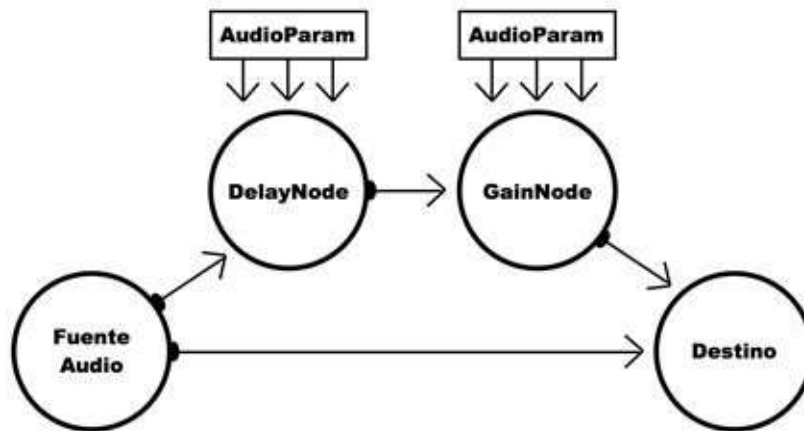 AudioParam
AudioParam
DelayNode
GainNode
Fuente
Audio
Destino